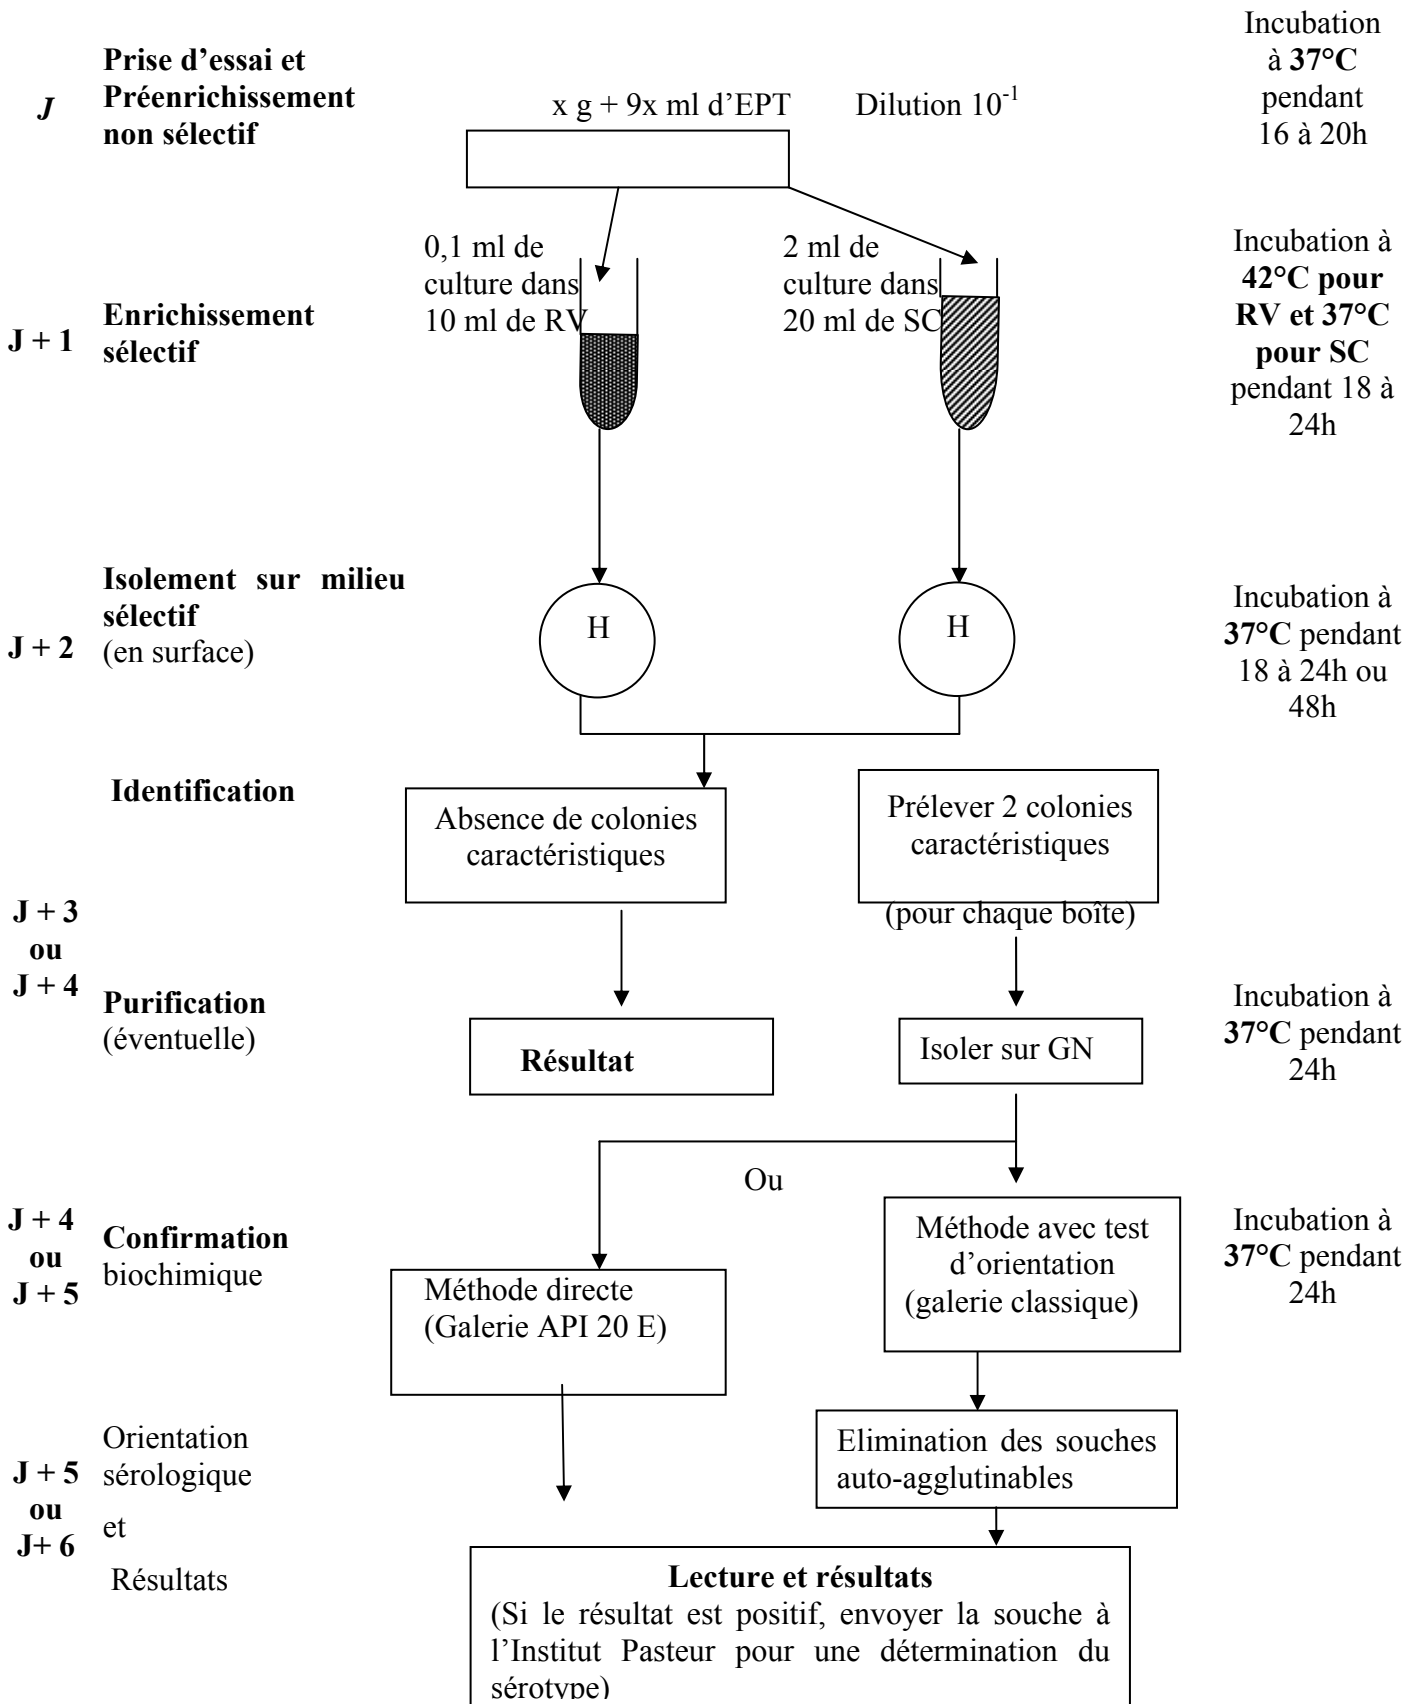 Incubation
à 37°C
pendant
16 à 20h
Prise d’essai et
Préenrichissement
non sélectif
J
x g + 9x ml d’EPT
Dilution 10-1
0,1 ml de
culture dans
10 ml de RV
2 ml de
culture dans
20 ml de SC
Incubation à
42°C pour
RV et 37°C
pour SC
pendant 18 à
24h
J + 1
Enrichissement
sélectif
Isolement sur milieu
sélectif
(en surface)
J + 2
H
H
Incubation à
37°C pendant
18 à 24h ou
48h
Identification
Absence de colonies
caractéristiques
Prélever 2 colonies
caractéristiques
(pour chaque boîte)
J + 3
ou
J + 4
Purification
(éventuelle)
Résultat
Isoler sur GN
Incubation à
37°C pendant
24h
Ou
J + 4
ou
J + 5
Confirmation
biochimique
Méthode directe
(Galerie API 20 E)
Méthode avec test
d’orientation
(galerie classique)
Incubation à
37°C pendant
24h
Orientation
sérologique
et
Résultats
J + 5
ou
J+ 6
Elimination des souches
auto-agglutinables
Lecture et résultats
(Si le résultat est positif, envoyer la souche à
l’Institut Pasteur pour une détermination du
sérotype)